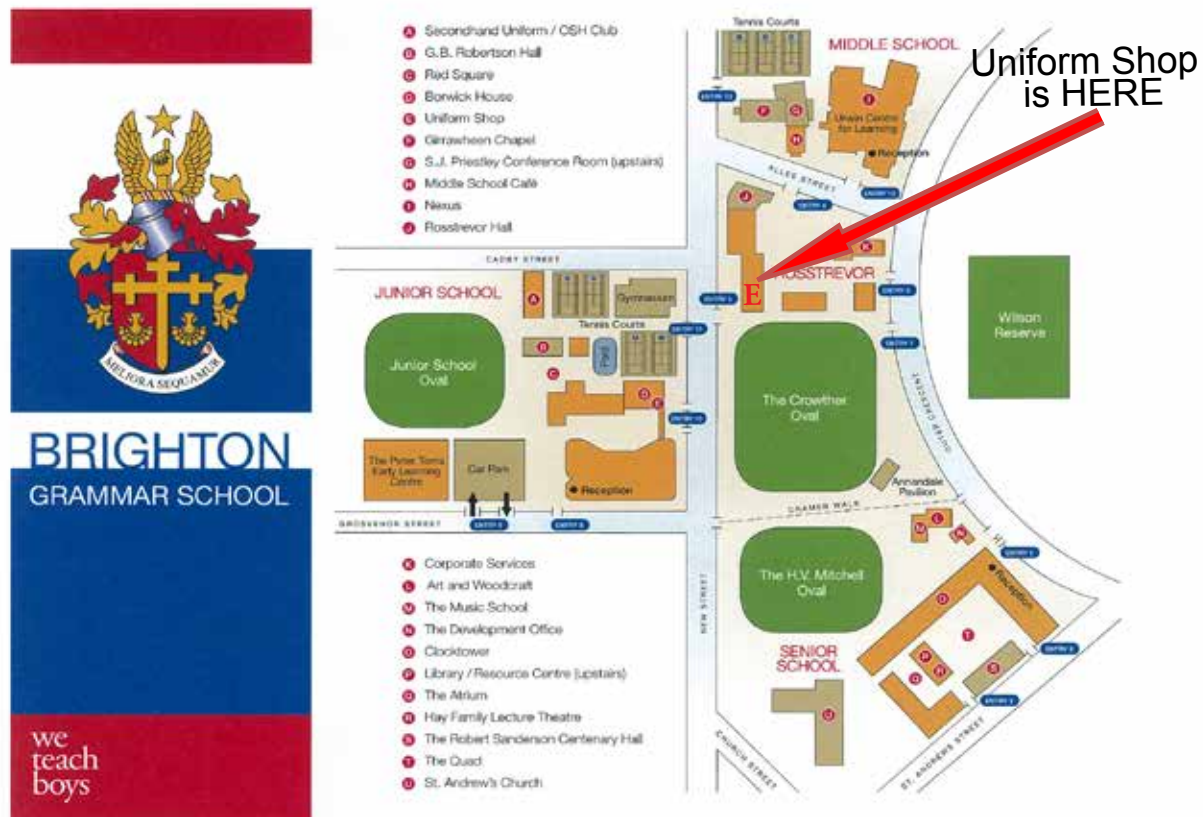 MELIORA SEQUAMUR
BRIGHTON
GRAMMAR SCHOOL
we
teach
boys
A Secondhand Uniform / OSH Club
B G.B. Robertson Hall
C Red Square
D Borwick House
E Uniform Shop
F Girrawheen Chapel
G S.J. Priestley Conference Room (upstairs)
H Middle School Café
I Nexus
J Rosstrevor Hall
Tennis Courts
MIDDLE SCHOOL
Uniform Shop
is HERE
F
G
H
I
Urwin Centre
for Learning
Reception
ALLEE STREET
J
K
ROSSTREVOR
E
CADBY STREET
JUNIOR SCHOOL
A
Gymnasium
Tennis Courts
B
Pool
C
D
E
Junior School
Oval
The Crowther
Oval
Wilson
Reserve
OUTER CRESCENT
The Peter Toms
Early Learning
Centre
Car Park
Reception
Annandale
Pavilion
GROSVENOR STREET
CRAMER WALK
NEW STREET
The H.V. Mitchell
Oval
L
M
N
Reception
O
T
P
R
Q
S
SENIOR
SCHOOL
U
CHURCH STREET
ST. ANDREWS STREET
K Corporate Services
L Art and Woodcraft
M The Music School
N The Development Office
O Clocktower
P Library / Resource Centre (upstairs)
Q The Atrium
R Hay Family Lecture Theatre
S The Robert Sanderson Centenary Hall
T The Quad
U St. Andrew's Church